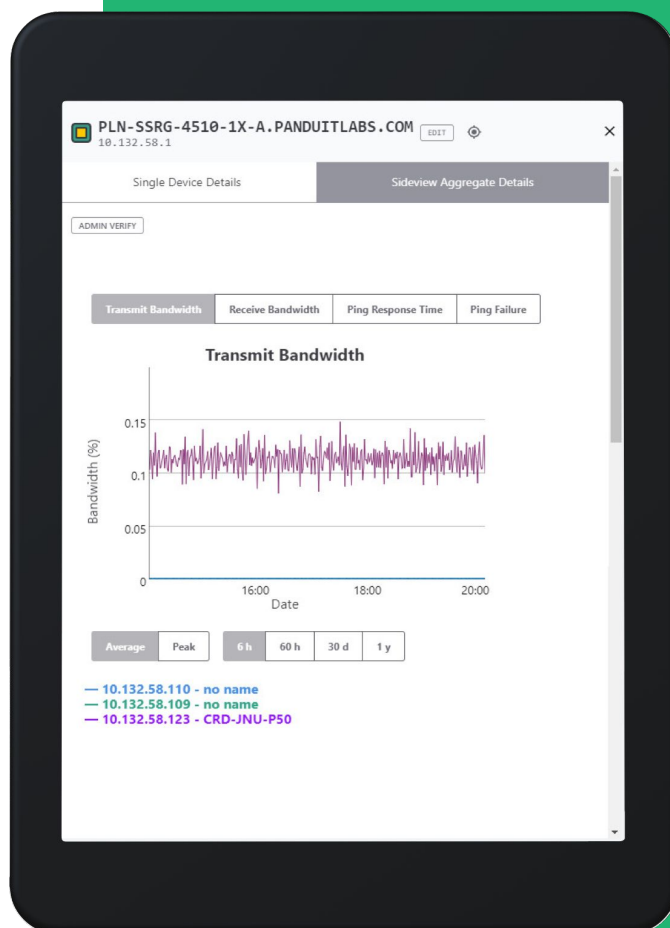 PLN-SSRG-4510-1X-A.PANDUITLABS.COM EDIT
10.132.58.1
Single Device Details Sideview Aggregate Details
ADMIN VERIFY
Transmit Bandwidth Receive Bandwidth Ping Response Time Ping Failure
Transmit Bandwidth
Bandwidth (%)
0.15
0.1
0.05
0
16:00 18:00 20:00
Date
Average Peak 6 h 60 h 30 d 1 y
10.132.58.110 - no name
10.132.58.109 - no name
10.132.58.123 - CRD-JNU-P50